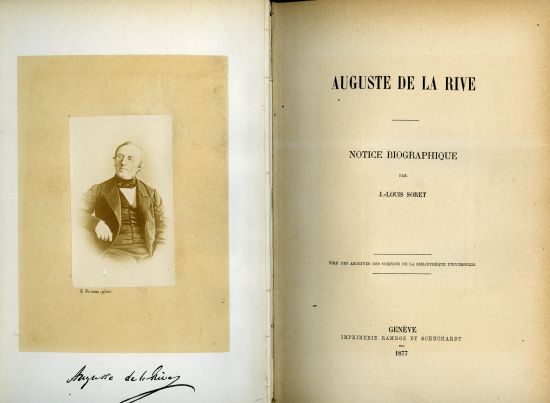 phot
Auguste de la Rive
AUGUSTE DE LA RIVE
NOTICE BIOGRAPHIQUE
PAR
J.-LOUIS SORET
TIRÉ DES ARCHIVES DES SCIENCES DE LA BIBLIOTHÈQUE UNIVERSELLE.
GENÈVE
IMPRIMERIE RAMBOZ ET SCHUCHARDT
1877